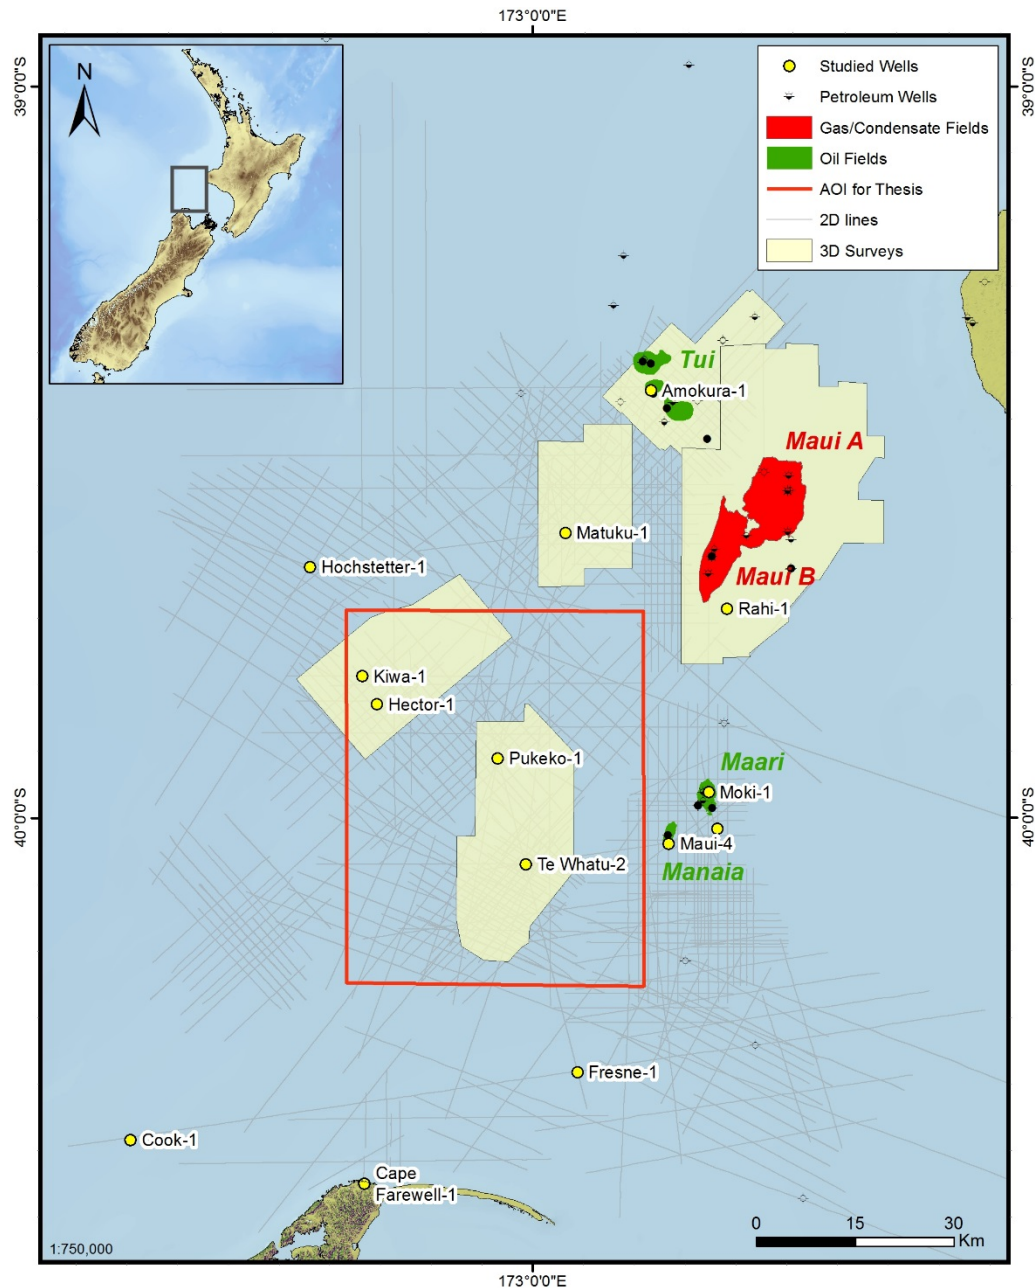 173°0'0"E
N
Studied Wells
Petroleum Wells
Gas/Condensate Fields
Oil Fields
AOI for Thesis
2D lines
3D Surveys
39°0'0"S
39°0'0"S
Tui
Amokura-1
Maui A
Matuku-1
Hochstetter-1
Maui B
Rahi-1
Kiwa-1
Hector-1
Pukeko-1
Maari
Moki-1
40°0'0"S
40°0'0"S
Maui-4
Te Whatu-2
Manaia
Fresne-1
Cook-1
Cape
Farewell-1
0 15 30
Km
1:750,000
173°0'0"E